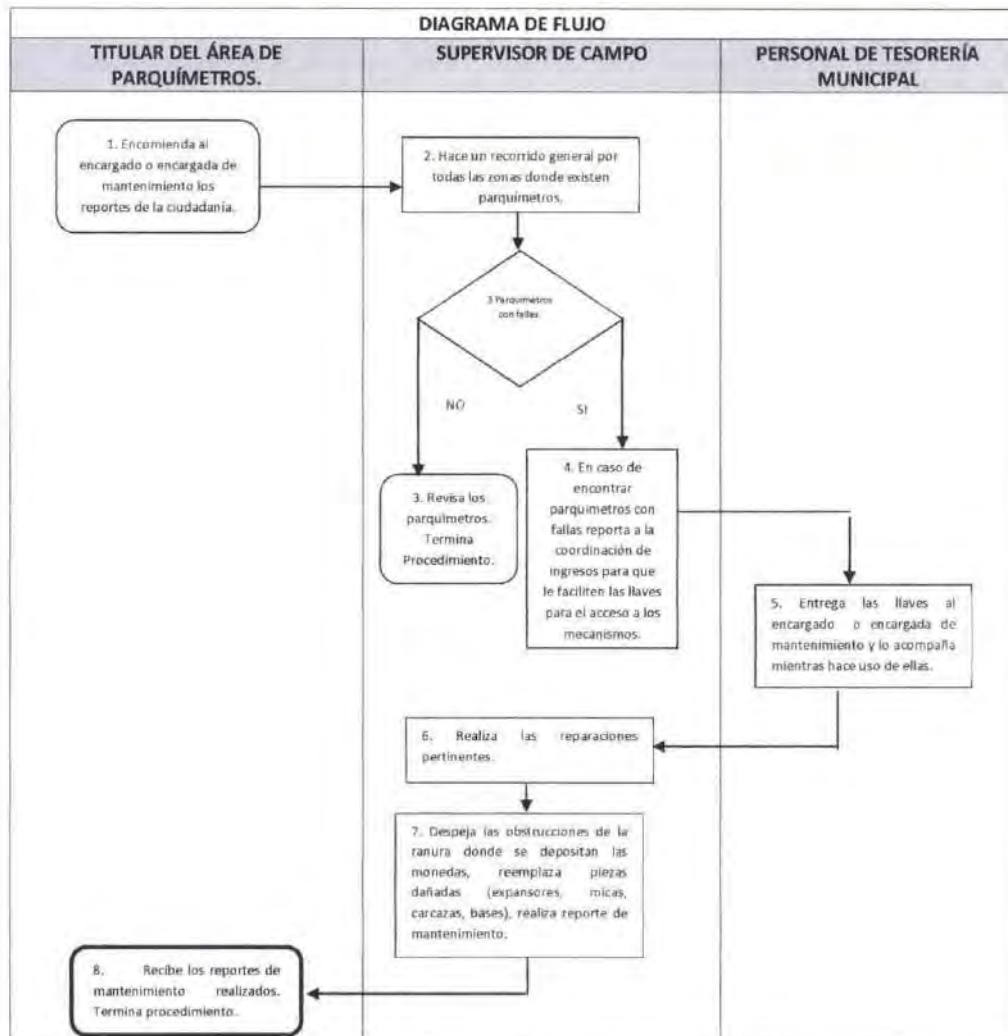 DIAGRAMA DE FLUJO
TITULAR DEL ÁREA DE
PARQUÍMETROS.
SUPERVISOR DE CAMPO
PERSONAL DE TESORERÍA
MUNICIPAL
1. Encomienda al
encargado o encargada de
mantenimiento los
reportes de la ciudadanía.
2. Hace un recorrido general por
todas las zonas donde existen
parquímetros.
3 Parquimetros
con fallas
NO
SI
3. Revisa los
parquímetros.
Termina
Procedimiento.
4. En caso de
encontrar
parquimetros con
fallas reporta a la
coordinación de
ingresos para que
le faciliten las llaves
para el acceso a los
mecanismos.
5. Entrega las llaves al
encargado o encargada de
mantenimiento y lo acompaña
mientras hace uso de ellas.
6. Realiza las reparaciones
pertinentes.
7. Despeja las obstrucciones de la
ranura donde se depositan las
monedas, reemplaza piezas
dañadas (expansores, micas,
carcazas, bases), realiza reporte de
mantenimiento.
8. Recibe los reportes de
mantenimiento realizados.
Termina procedimiento.